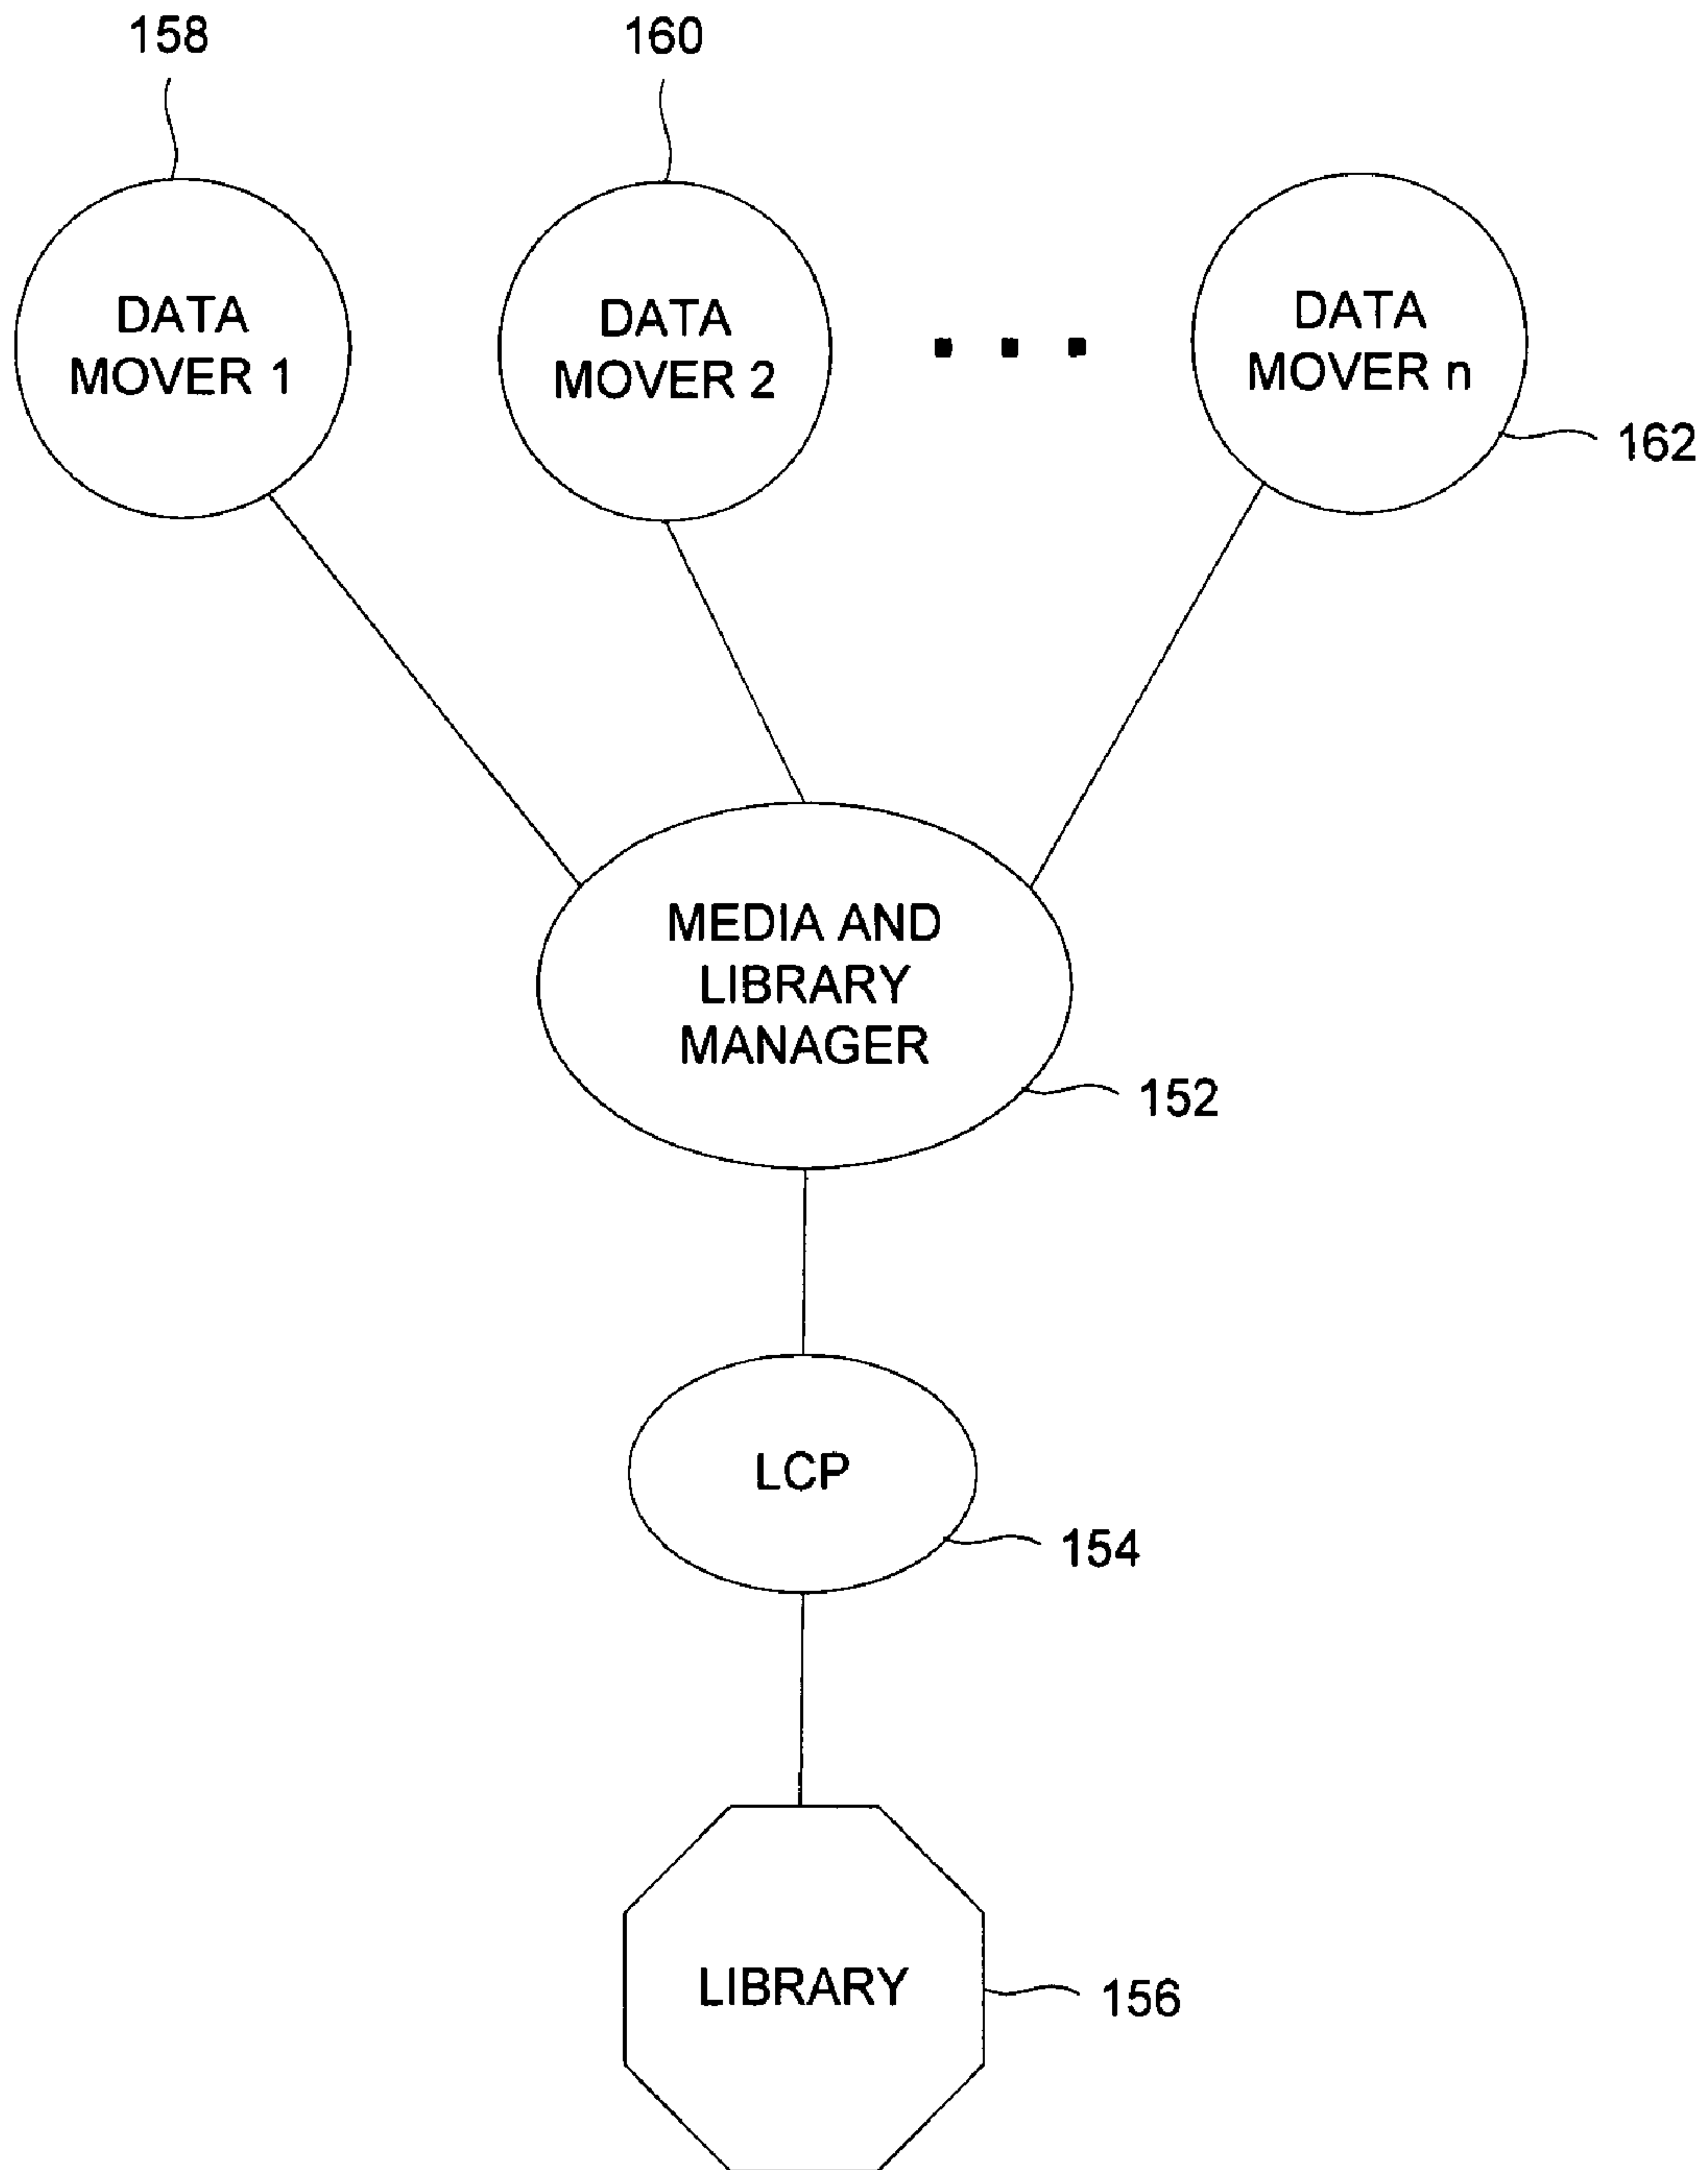 158
160
DATA
MOVER 1
DATA
MOVER 2
DATA
MOVER n
162
MEDIA AND
LIBRARY
MANAGER
152
LCP
154
LIBRARY
156